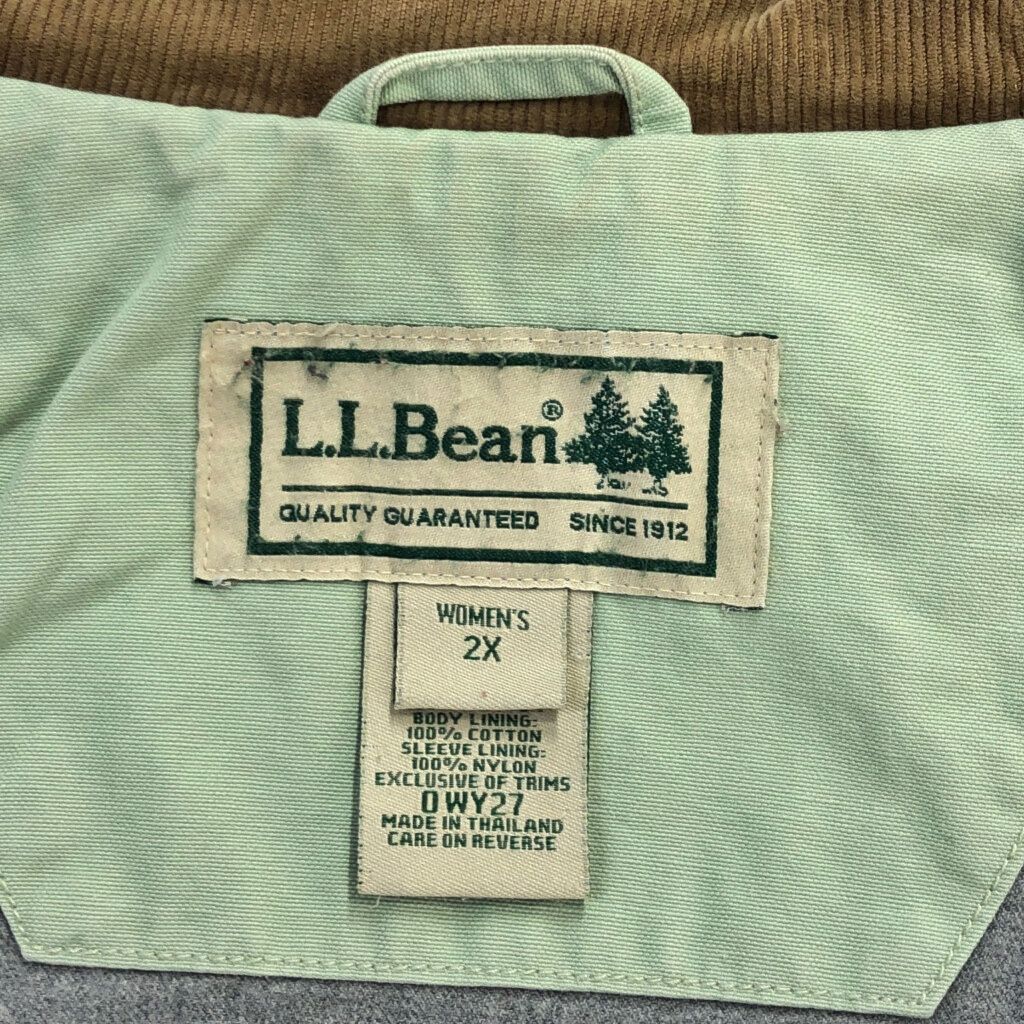 L.L.Bean®
QUALITY GUARANTEED SINCE 1912
WOMEN'S
2X
BODY LINING:
100% COTTON
SLEEVE LINING:
100% NYLON
EXCLUSIVE OF TRIMS
0WY27
MADE IN THAILAND
CARE ON REVERSE